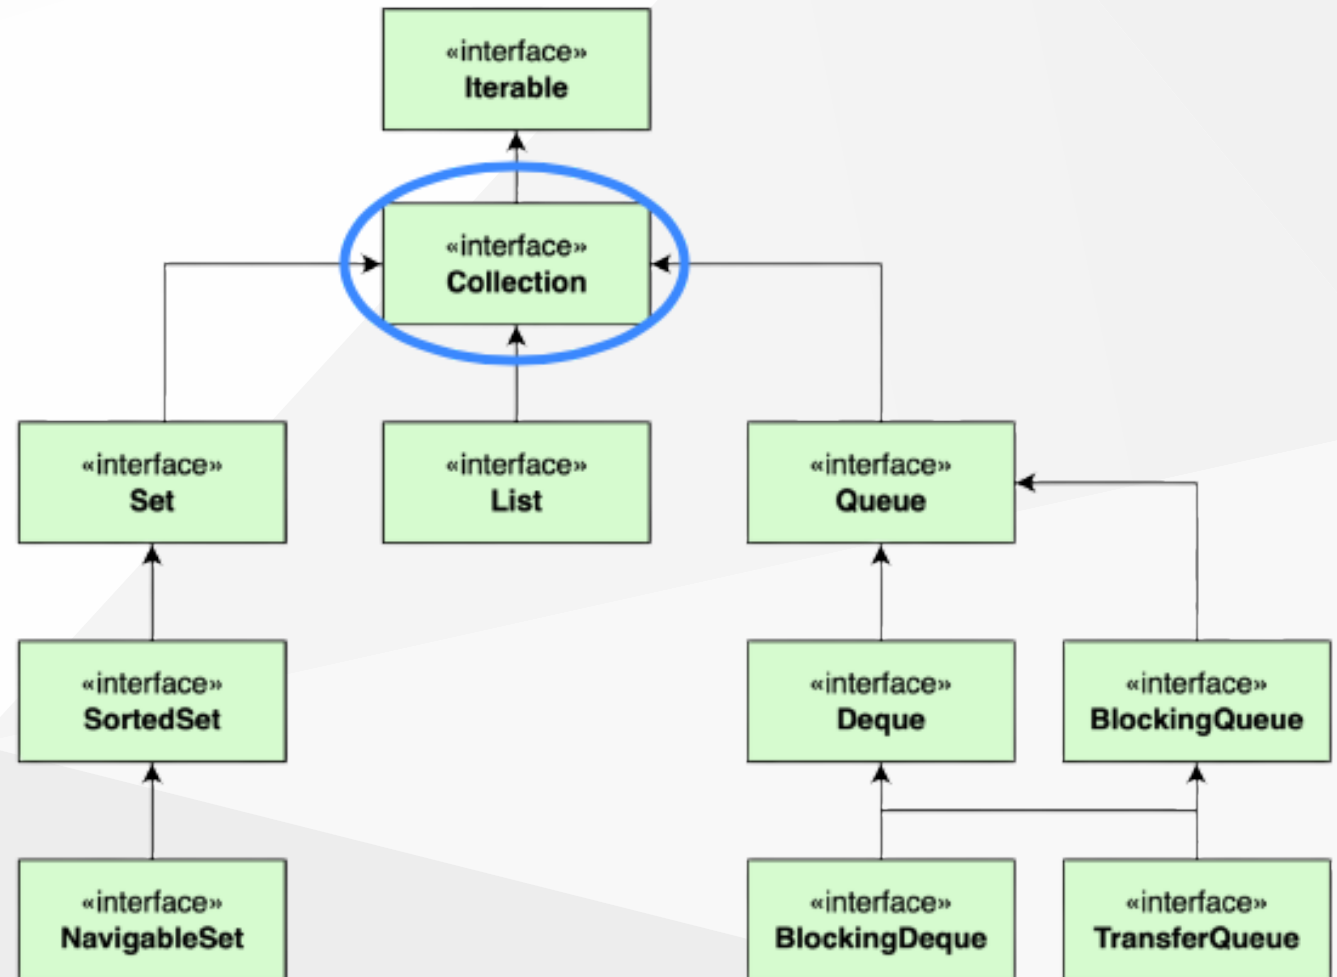 «interface»
Iterable
«interface»
Collection
«interface»
Set
«interface»
List
«interface»
Queue
«interface»
SortedSet
«interface»
Deque
«interface»
BlockingQueue
«interface»
NavigableSet
«interface»
BlockingDeque
«interface»
TransferQueue